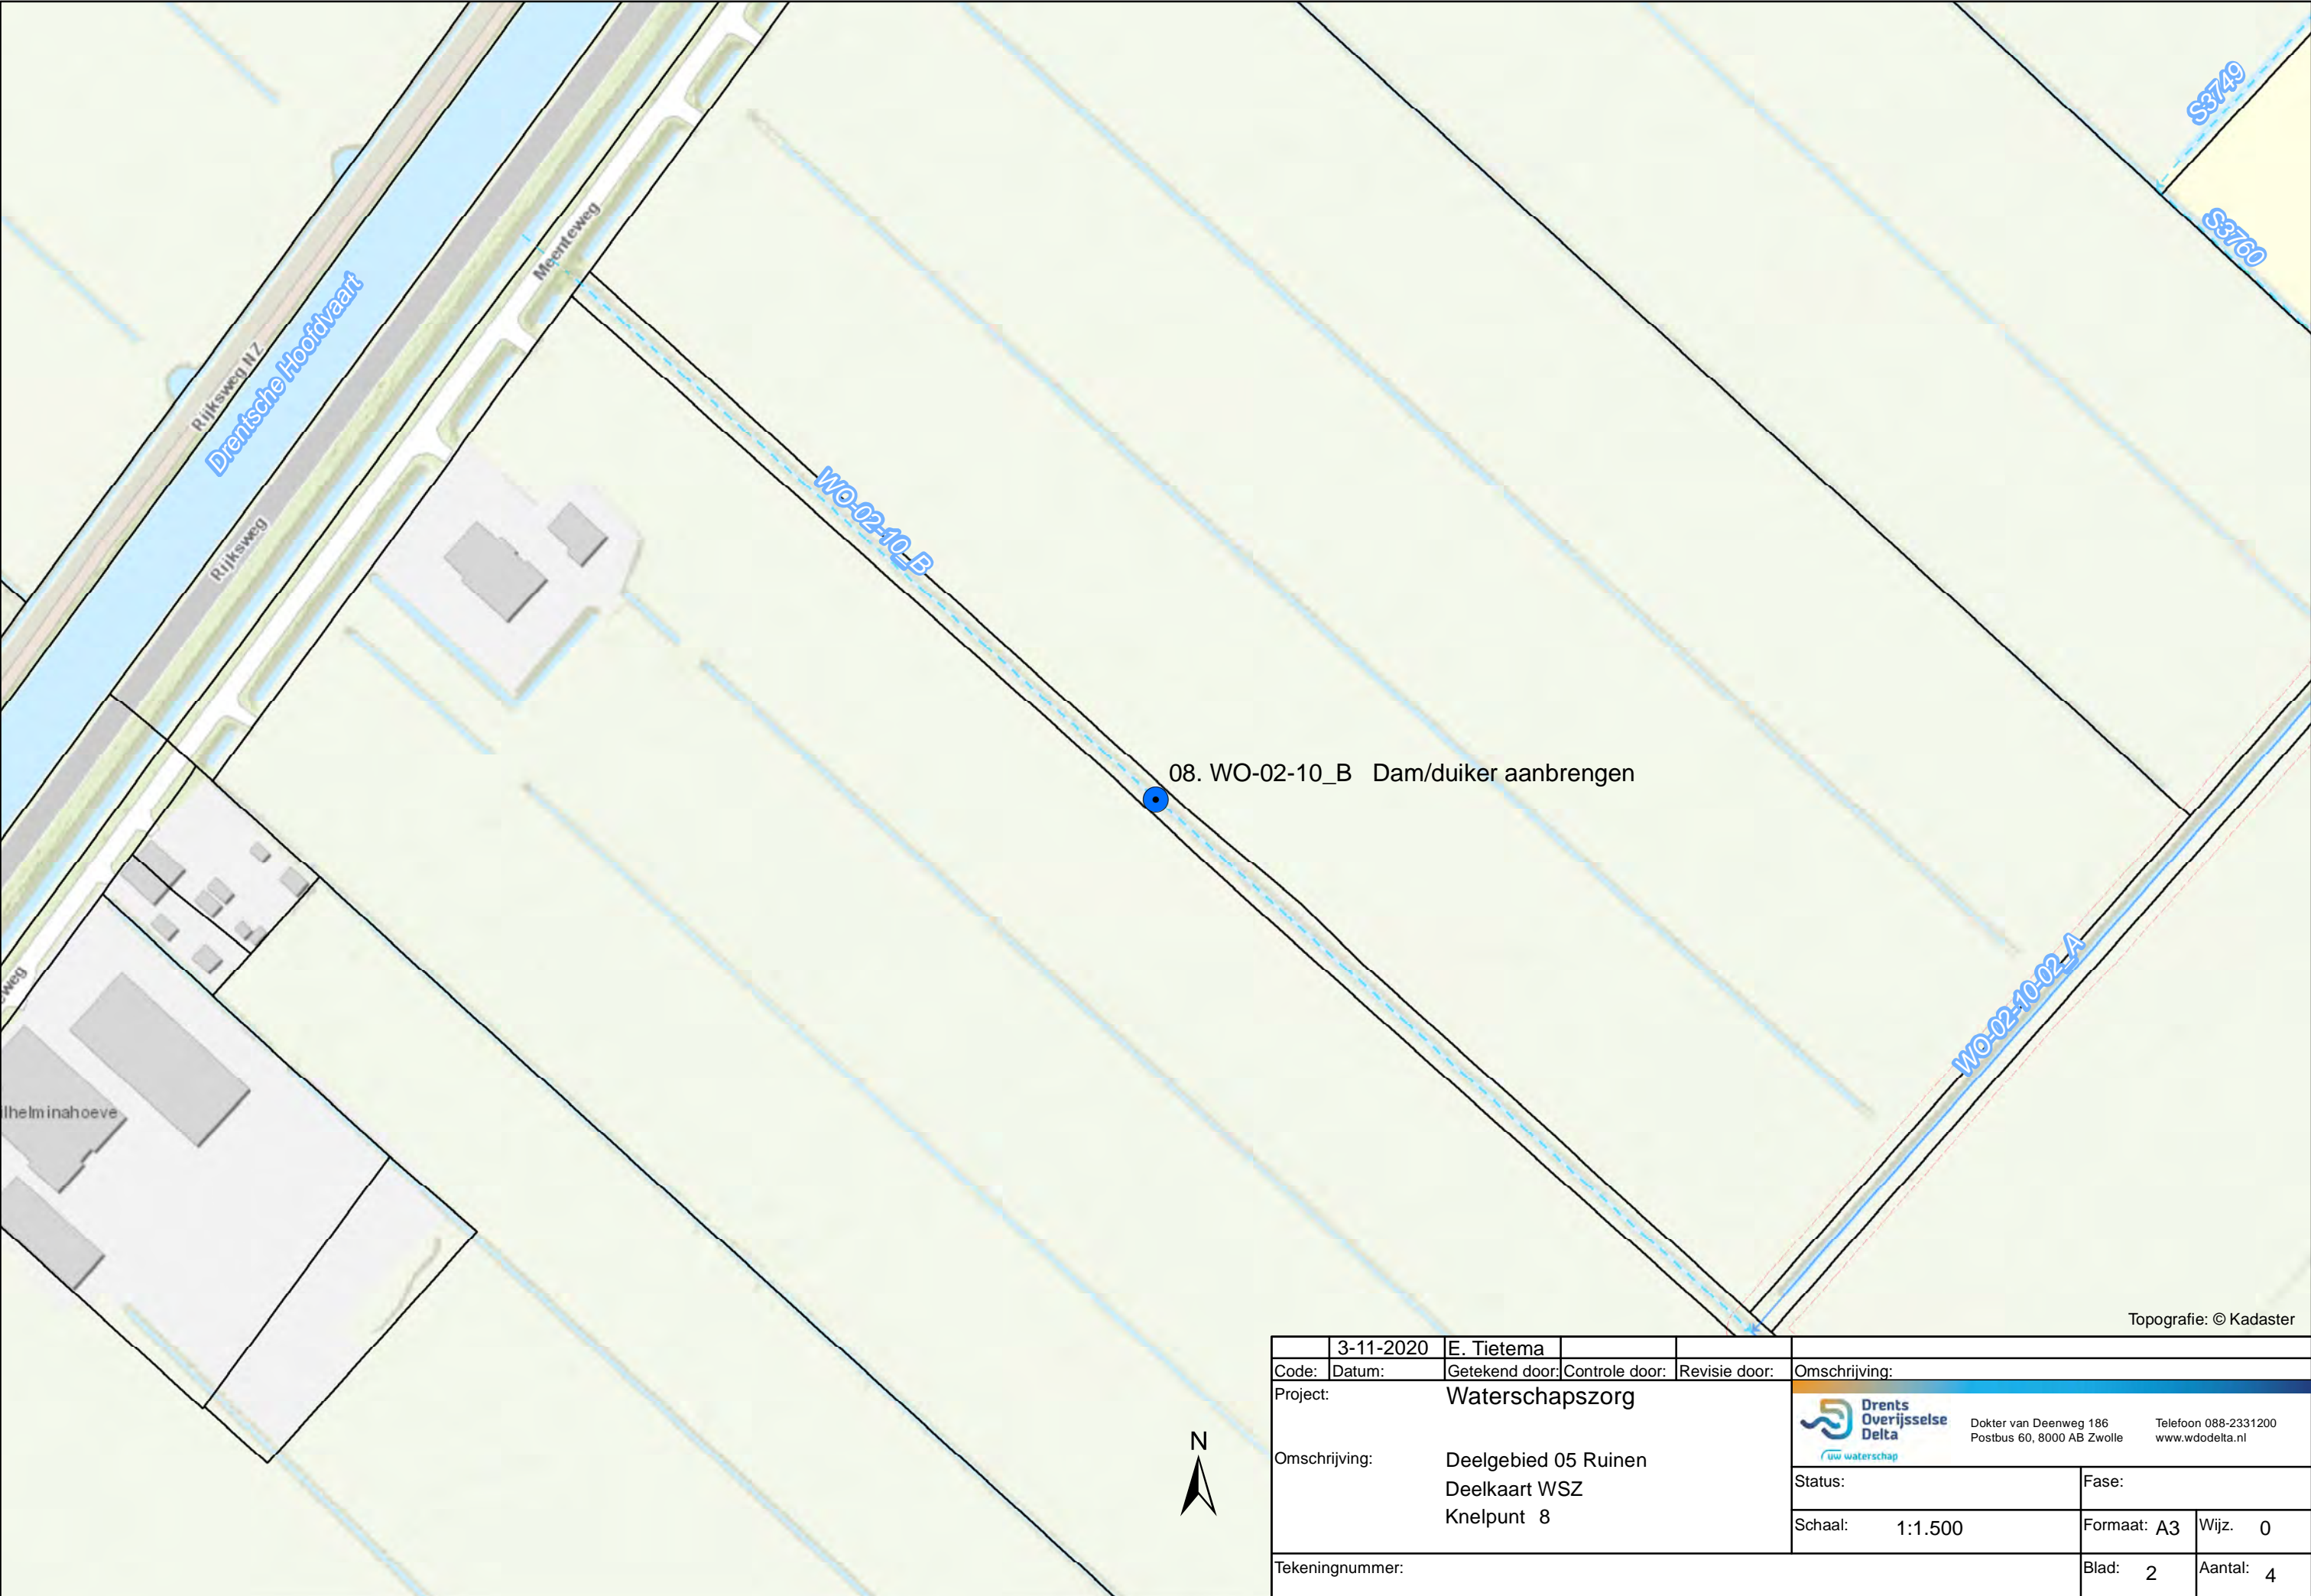 S3749
S3760
Meenteweg
Rijksweg NZ
Drentsche Hoofdvaart
Rijksweg
WO-02-10_B
08. WO-02-10_B Dam/duiker aanbrengen
WO-02-10-02_A
weg
ilhelminahoeve
Topografie: © Kadaster
N
3-11-2020 E. Tietema
Code: Datum: Getekend door: Controle door: Revisie door: Omschrijving:
Project: Waterschapszorg
Omschrijving: Deelgebied 05 Ruinen
Deelkaart WSZ
Knelpunt 8
Drents
Overijsselse
Delta
uw waterschap
Dokter van Deenweg 186
Postbus 60, 8000 AB Zwolle
Telefoon 088-2331200
www.wdodelta.nl
Status: Fase:
Schaal: 1:1.500 Formaat: A3 Wijz. 0
Tekeningnummer: Blad: 2 Aantal: 4